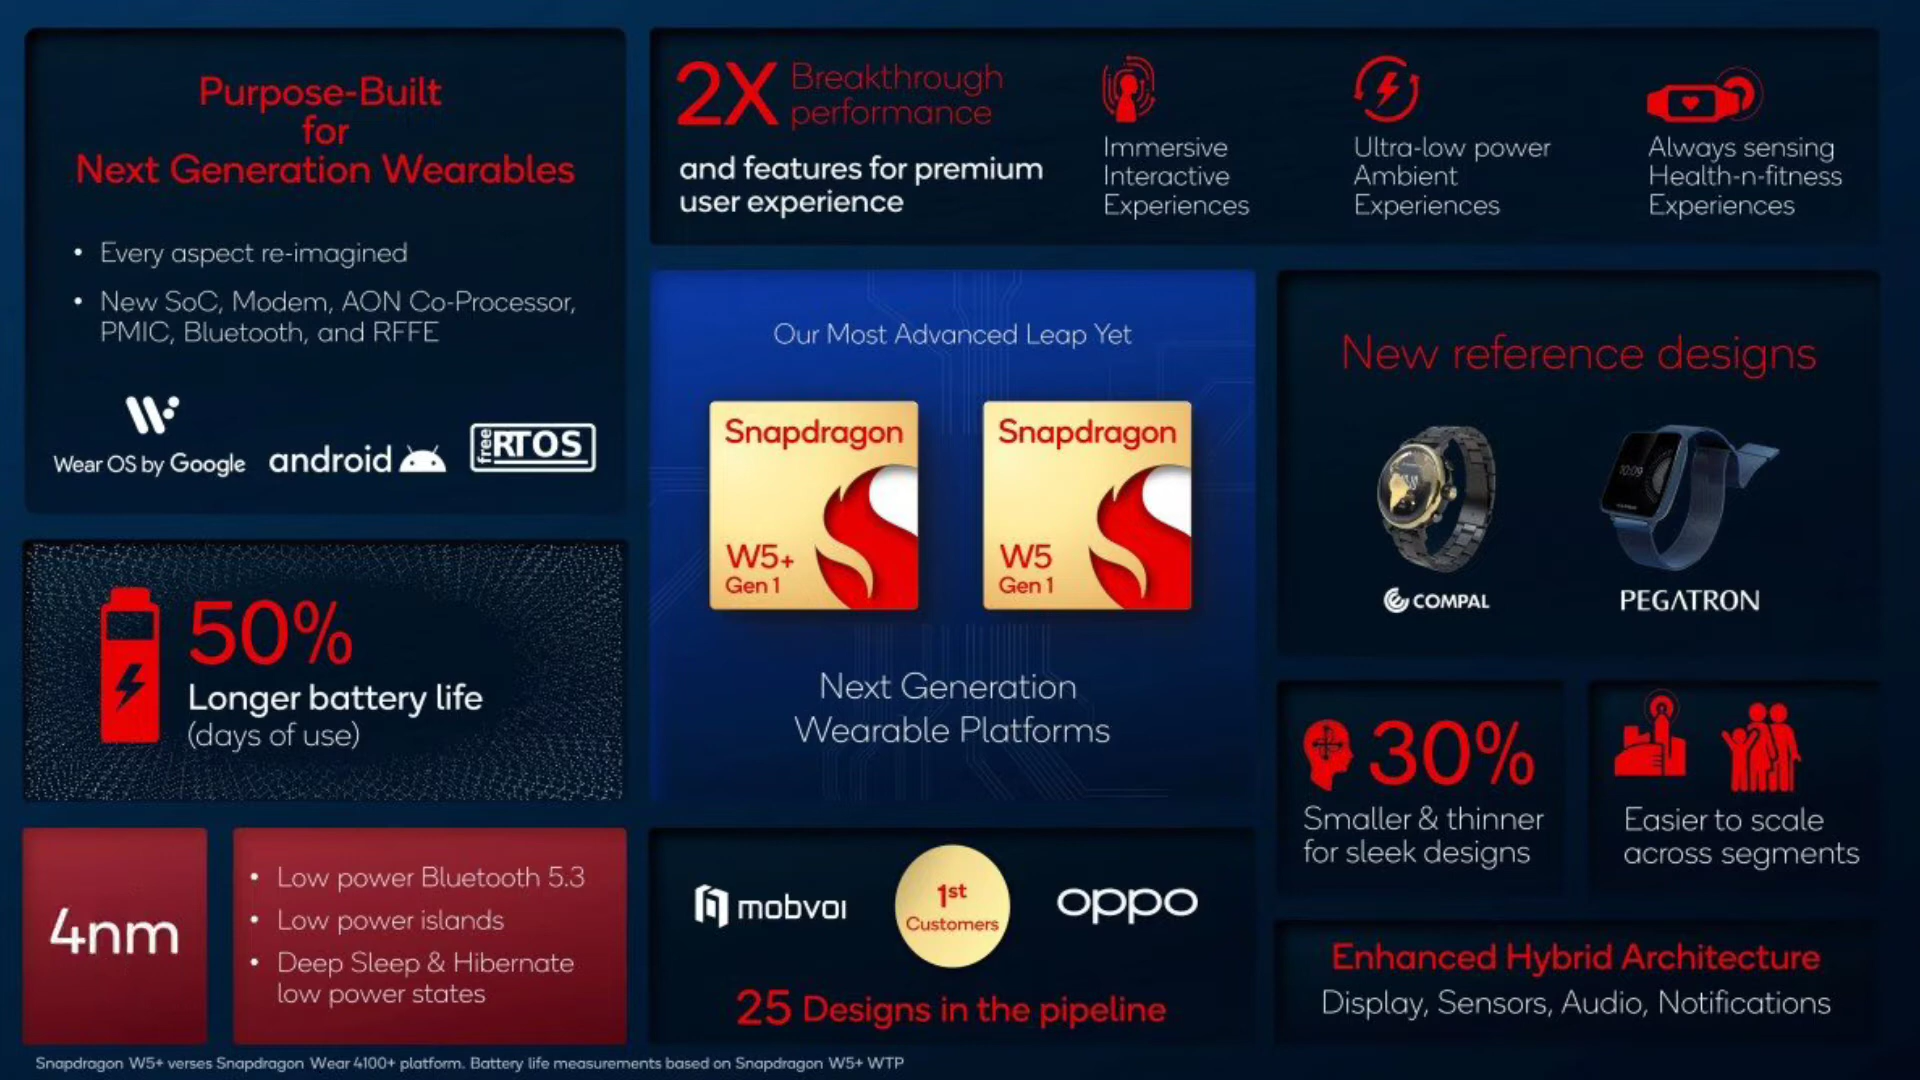 Purpose-Built
for
Next Generation Wearables
• Every aspect re-imagined
• New SoC, Modem, AON Co-Processor,
PMIC, Bluetooth, and RFFE
Wear OS by Google
android
free RTOS
2X Breakthrough
performance
and features for premium
user experience
Immersive
Interactive
Experiences
Ultra-low power
Ambient
Experiences
Always sensing
Health-n-fitness
Experiences
Our Most Advanced Leap Yet
Snapdragon
W5+
Gen 1
Snapdragon
W5
Gen 1
Next Generation
Wearable Platforms
New reference designs
10:09
COMPAL
PEGATRON
50%
Longer battery life
(days of use)
30%
Smaller & thinner
for sleek designs
Easier to scale
across segments
4nm
• Low power Bluetooth 5.3
• Low power islands
• Deep Sleep & Hibernate
low power states
mobvoi
1st
Customers
oppo
25 Designs in the pipeline
Enhanced Hybrid Architecture
Display, Sensors, Audio, Notifications
Snapdragon W5+ verses Snapdragon Wear 4100+ platform. Battery life measurements based on Snapdragon W5+ WTP